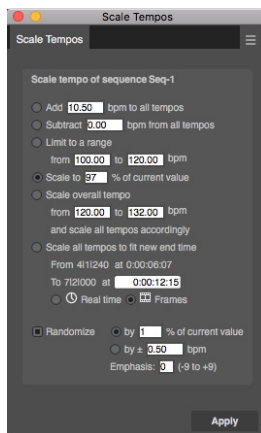 Scale Tempos
Scale Tempos
Scale tempo of sequence Seq-1
Add 10.50 bpm to all tempos
Subtract 0.00 bpm from all tempos
Limit to a range
from 100.00 to 120.00 bpm
Scale to 97 % of current value
Scale overall tempo
from 120.00 to 132.00 bpm
and scale all tempos accordingly
Scale all tempos to fit new end time
From 4|1|240 at 0:00:06:07
To 7|2|000 at 0:00:12:15
Real time Frames
Randomize by 1 % of current value
by ± 0.50 bpm
Emphasis: 0 (-9 to +9)
Apply